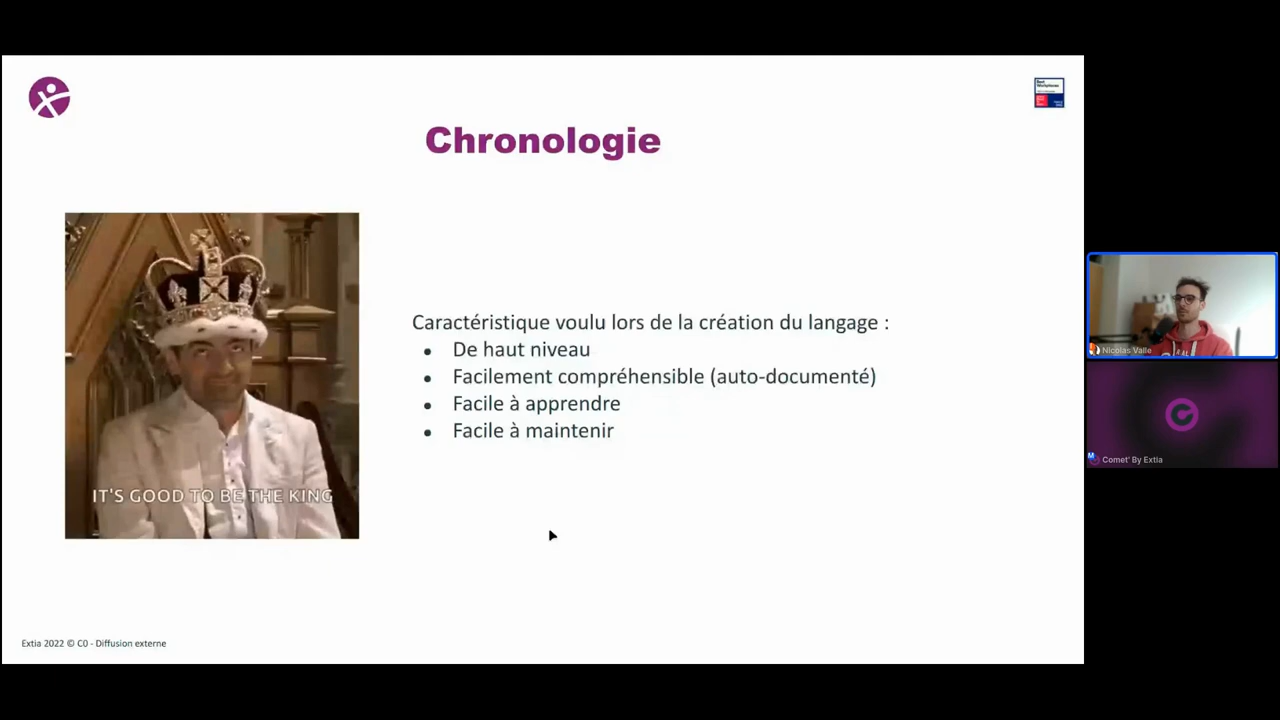 Chronologie
Caractéristique voulu lors de la création du langage :
De haut niveau
Facilement compréhensible (auto-documenté)
Facile à apprendre
Facile à maintenir
IT'S GOOD TO BE THE KING
Nicolas Valle
Comet' By Extia
Extia 2022 © C0 - Diffusion externe